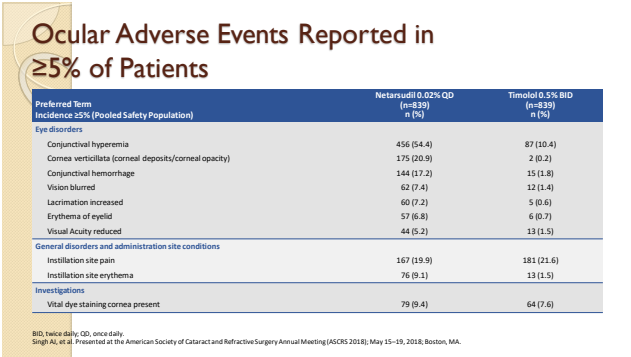 Ocular Adverse Events Reported in
≥5% of Patients
Preferred Term
Incidence ≥5% (Pooled Safety Population)
Netarsudil 0.02% QD
(n=839)
n (%)
Timolol 0.5% BID
(n=839)
n (%)
Eye disorders
Conjunctival hyperemia 456 (54.4) 87 (10.4)
Cornea verticillata (corneal deposits/corneal opacity) 175 (20.9) 2 (0.2)
Conjunctival hemorrhage 144 (17.2) 15 (1.8)
Vision blurred 62 (7.4) 12 (1.4)
Lacrimation increased 60 (7.2) 5 (0.6)
Erythema of eyelid 57 (6.8) 6 (0.7)
Visual Acuity reduced 44 (5.2) 13 (1.5)
General disorders and administration site conditions
Instillation site pain 167 (19.9) 181 (21.6)
Instillation site erythema 76 (9.1) 13 (1.5)
Investigations
Vital dye staining cornea present 79 (9.4) 64 (7.6)
BID, twice daily; QD, once daily.
Singh AJ, et al. Presented at the American Society of Cataract and Refractive Surgery Annual Meeting (ASCRS 2018); May 15–19, 2018; Boston, MA.